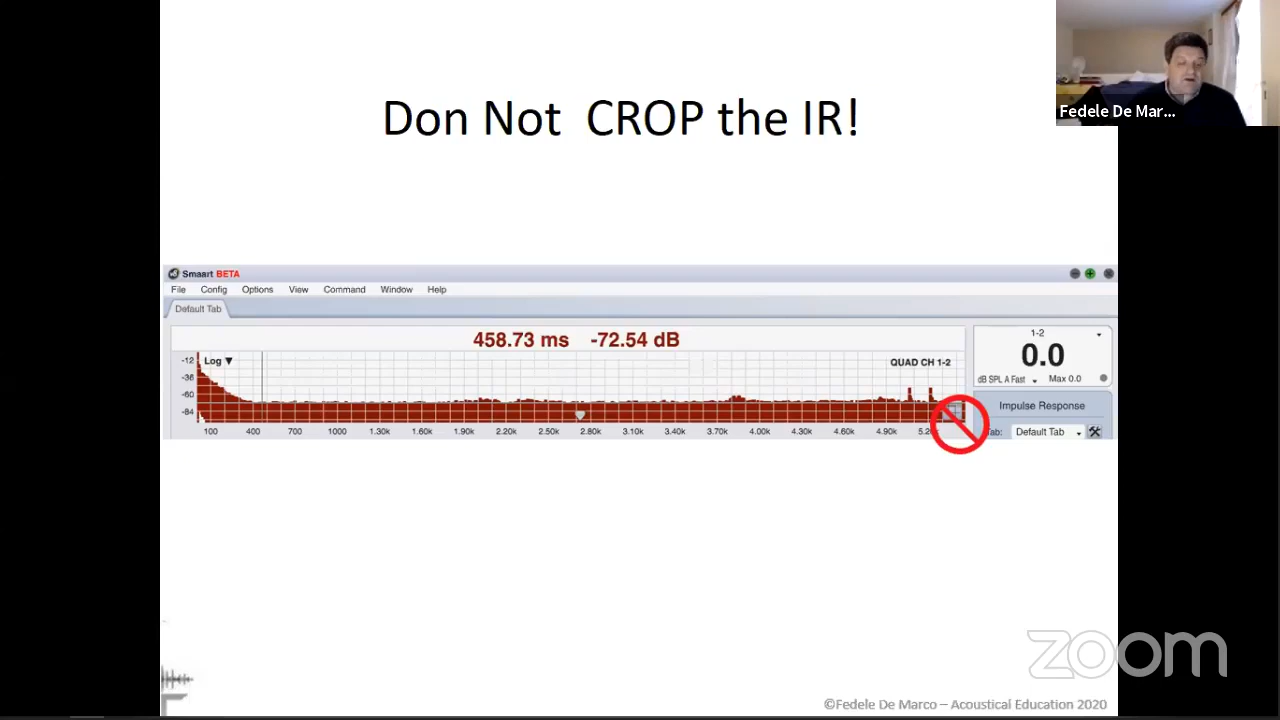 Don Not CROP the IR!
Fedele De Mar...
Smaart BETA
File Config Options View Command Window Help
Default Tab
458.73 ms -72.54 dB
1-2
0.0
dB SPL A Fast Max 0.0
Log ▼
QUAD CH 1-2
-12
-36
-60
-84
100 400 700 1000 1.30k 1.60k 1.90k 2.20k 2.50k 2.80k 3.10k 3.40k 3.70k 4.00k 4.30k 4.60k 4.90k
Impulse Response
Default Tab
zoom
©Fedele De Marco – Acoustical Education 2020